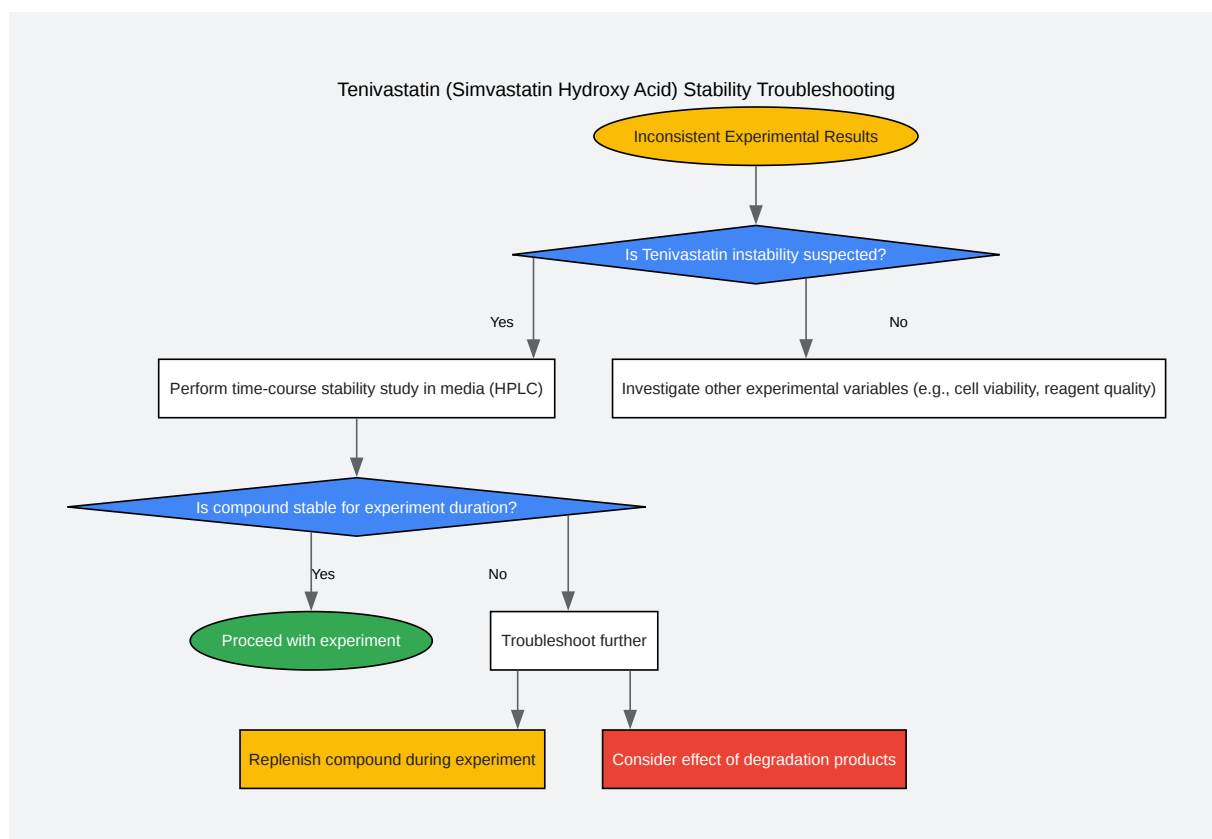 Tenivastatin (Simvastatin Hydroxy Acid) Stability Troubleshooting
Inconsistent Experimental Results
Is Tenivastatin instability suspected?
Yes
No
Perform time-course stability study in media (HPLC)
Investigate other experimental variables (e.g., cell viability, reagent quality)
Is compound stable for experiment duration?
Yes
No
Proceed with experiment
Troubleshoot further
Replenish compound during experiment
Consider effect of degradation products